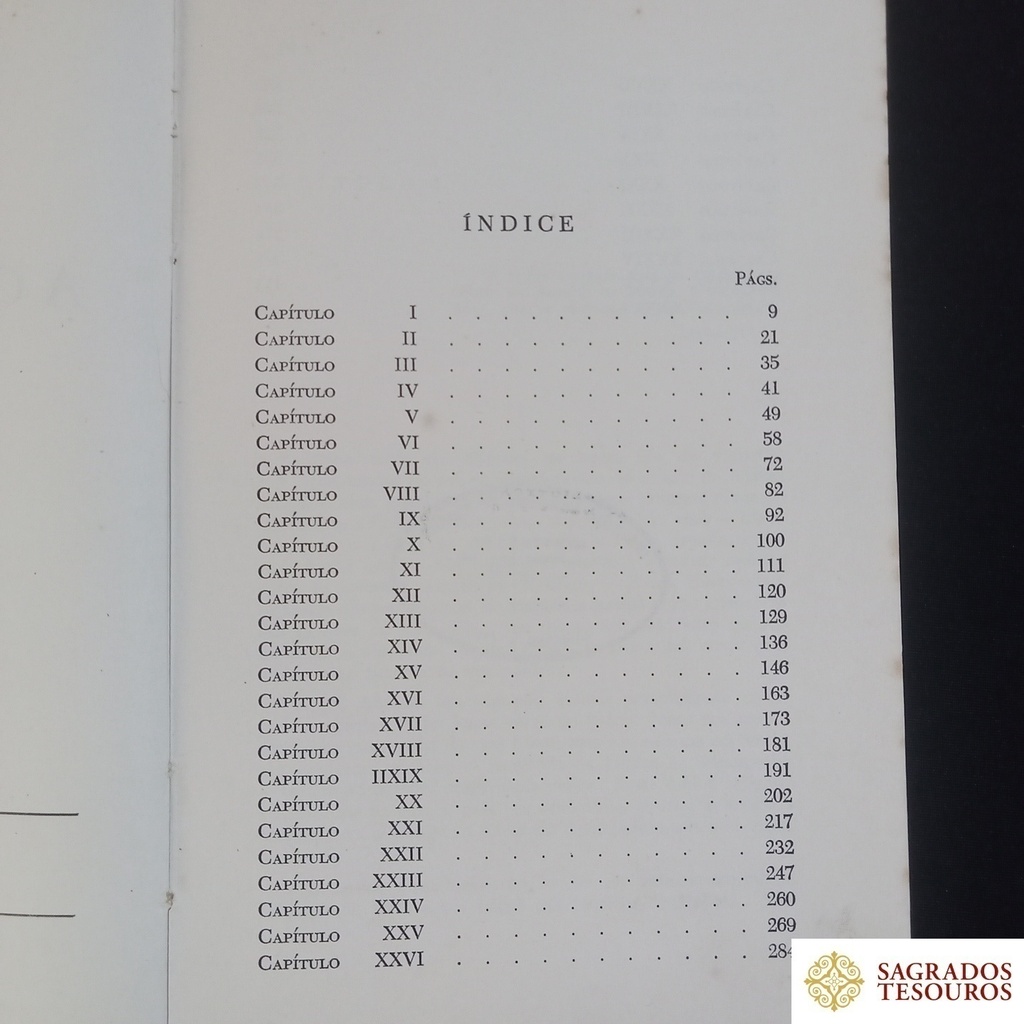 ÍNDICE
PÁGS.
CAPÍTULO I . . . . . . . . . . . 9
CAPÍTULO II . . . . . . . . . . . 21
CAPÍTULO III . . . . . . . . . . . 35
CAPÍTULO IV . . . . . . . . . . . 41
CAPÍTULO V . . . . . . . . . . . 49
CAPÍTULO VI . . . . . . . . . . . 58
CAPÍTULO VII . . . . . . . . . . . 72
CAPÍTULO VIII . . . . . . . . . . . 82
CAPÍTULO IX . . . . . . . . . . . 92
CAPÍTULO X . . . . . . . . . . . 100
CAPÍTULO XI . . . . . . . . . . . 111
CAPÍTULO XII . . . . . . . . . . . 120
CAPÍTULO XIII . . . . . . . . . . . 129
CAPÍTULO XIV . . . . . . . . . . . 136
CAPÍTULO XV . . . . . . . . . . . 146
CAPÍTULO XVI . . . . . . . . . . . 163
CAPÍTULO XVII . . . . . . . . . . . 173
CAPÍTULO XVIII . . . . . . . . . . . 181
CAPÍTULO IIXIX . . . . . . . . . . . 191
CAPÍTULO XX . . . . . . . . . . . 202
CAPÍTULO XXI . . . . . . . . . . . 217
CAPÍTULO XXII . . . . . . . . . . . 232
CAPÍTULO XXIII . . . . . . . . . . . 247
CAPÍTULO XXIV . . . . . . . . . . . 260
CAPÍTULO XXV . . . . . . . . . . . 269
CAPÍTULO XXVI . . . . . . . . . . . 284
SAGRADOS
TESOUROS